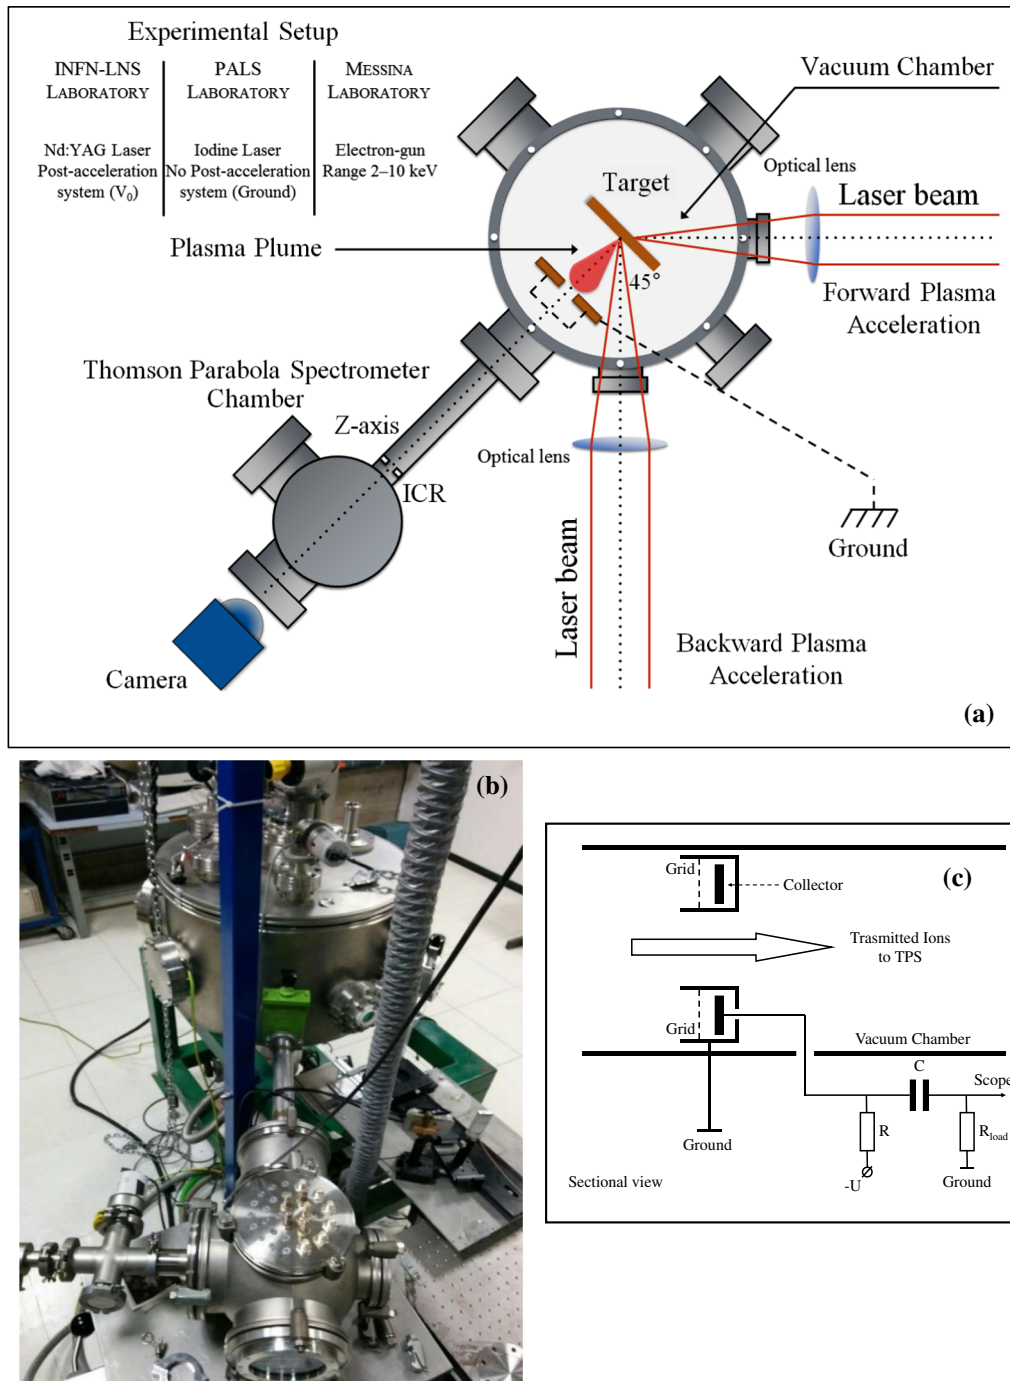 Experimental Setup
INFN-LNS
LABORATORY
PALS
LABORATORY
MESSINA
LABORATORY
Nd:YAG Laser
Post-acceleration
system (V₀)
Iodine Laser
No Post-acceleration
system (Ground)
Electron-gun
Range 2–10 keV
Vacuum Chamber
Optical lens
Laser beam
Target
Plasma Plume
45°
Forward Plasma
Acceleration
Thomson Parabola Spectrometer
Chamber
Z-axis
ICR
Optical lens
Laser beam
Ground
Backward Plasma
Acceleration
Camera
(a)
(b)
(c)
Grid
Collector
Trasmitted Ions
to TPS
Grid
Vacuum Chamber
C
Scope
R
R load
Ground
-U
Ground
Sectional view